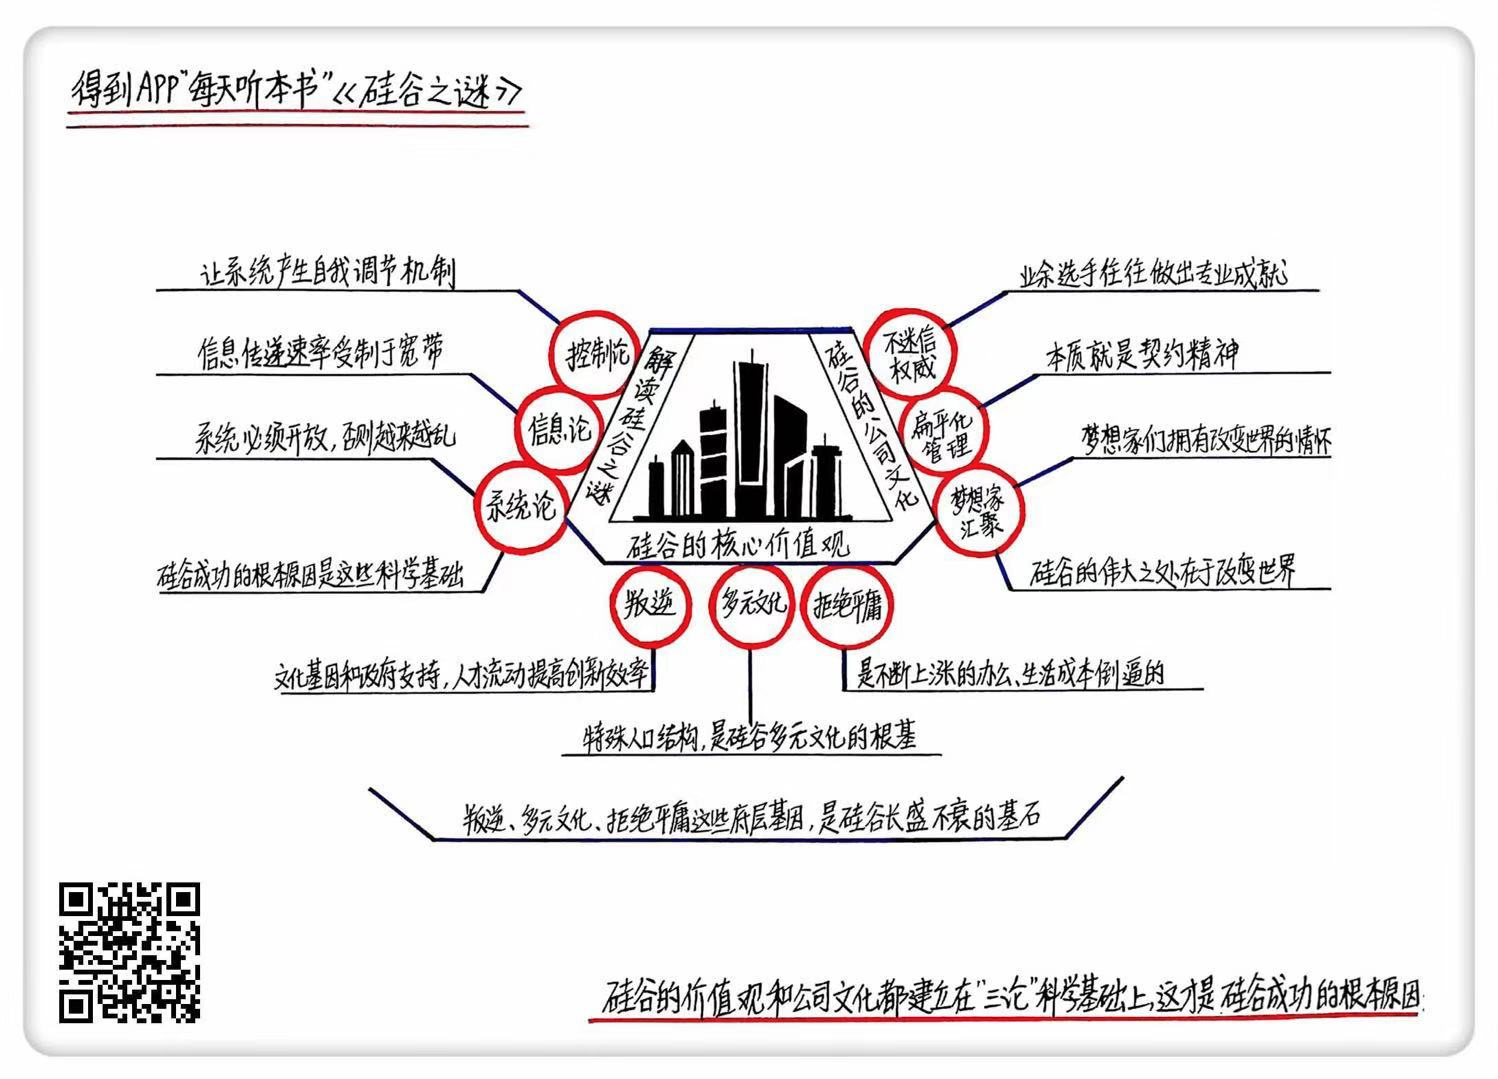 得到APP"每天听本书"《硅谷之谜》
让系统产生自我调节机制
信息传递速率受制于宽带
系统必须开放,否则越来越乱
硅谷成功的根本原因是这些科学基础
控制论
信息论
系统论
解读硅谷之谜
硅谷的公司文化
硅谷的核心价值观
不迷信
权威
扁平化
管理
梦想家
汇聚
业余选手往往做出专业成就
本质就是契约精神
梦想家们拥有改变世界的情怀
硅谷的伟大之处在于改变世界
叛逆
多元文化
拒绝平庸
文化基因和政府支持,人才流动提高创新效率
是不断上涨的办公、生活成本倒逼的
特殊人口结构,是硅谷多元文化的根基
叛逆、多元文化、拒绝平庸这些底层基因,是硅谷长盛不衰的基石
硅谷的价值观和公司文化都建立在"三论"科学基础上,这才是硅谷成功的根本原因